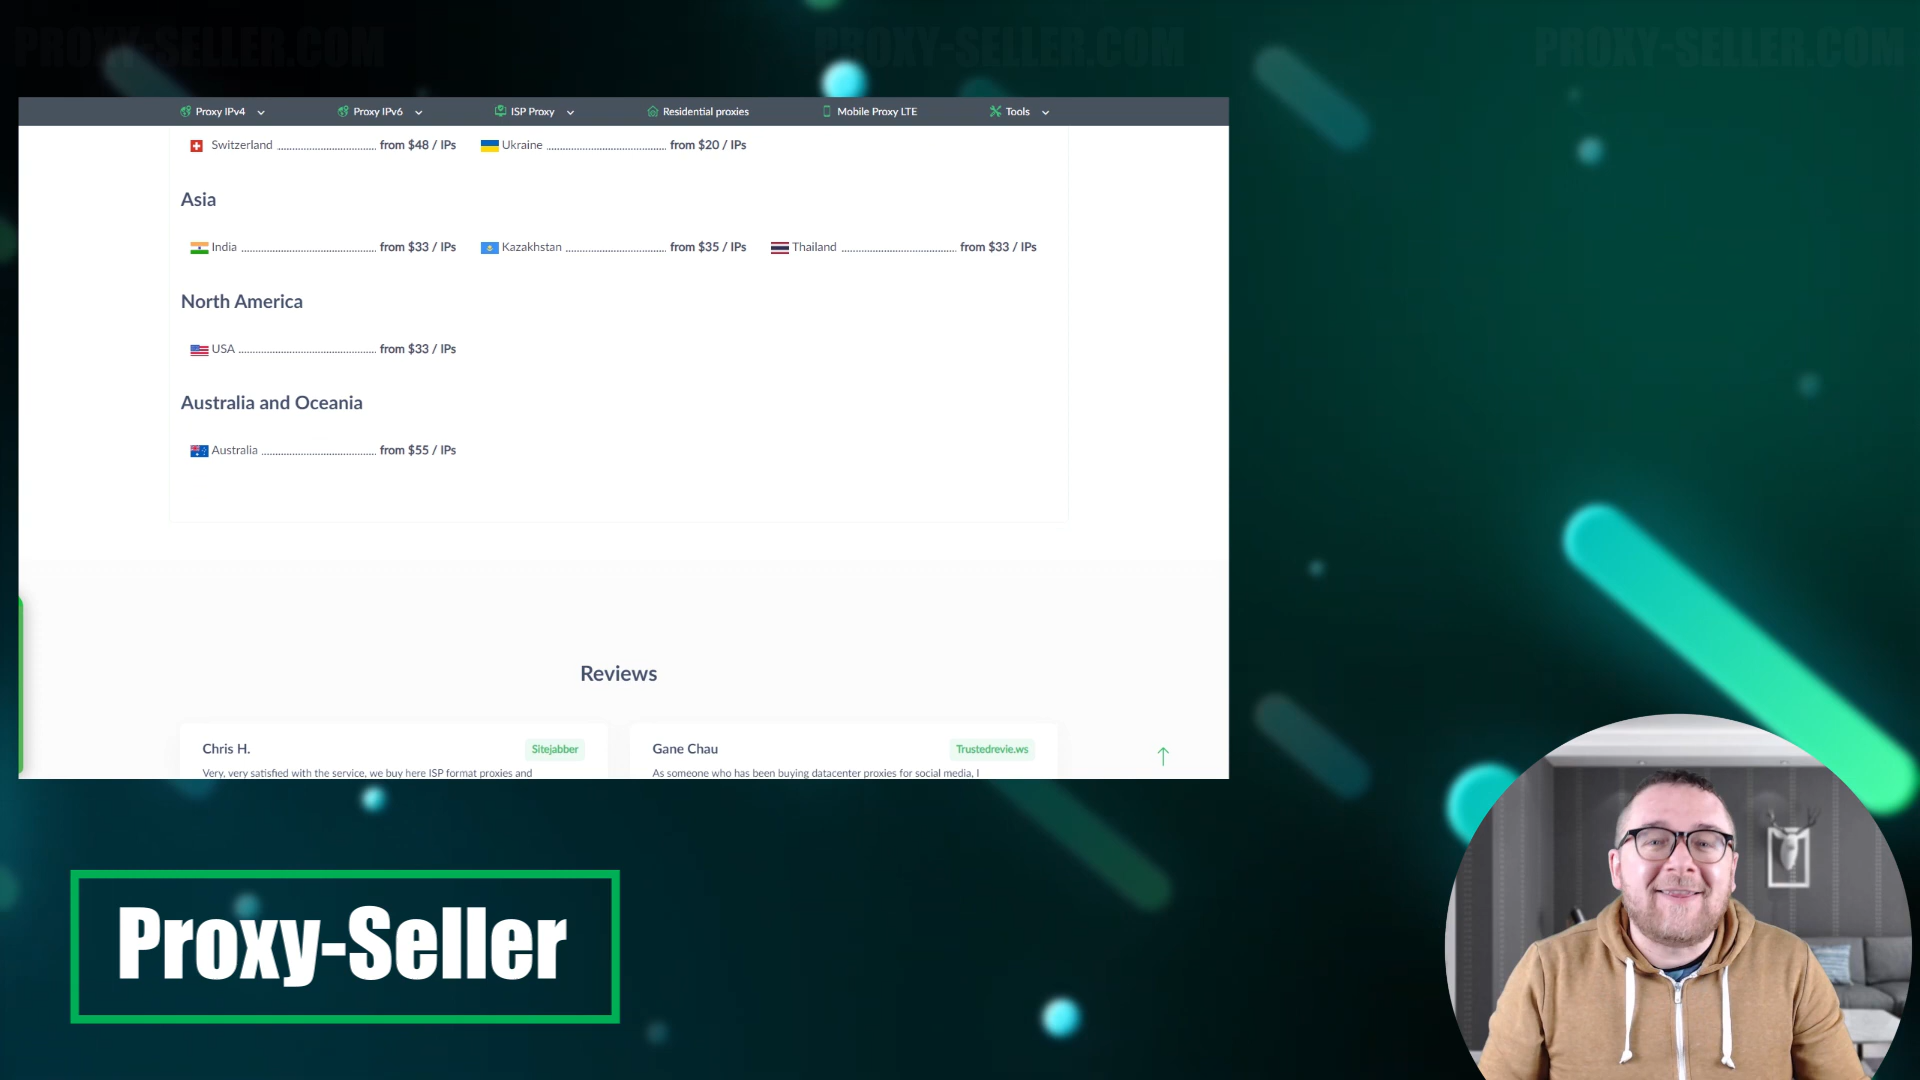 PROXY-SELLER.COM PROXY-SELLER.COM PROXY-SELLER.COM
Proxy IPv4 Proxy IPv6 ISP Proxy Residential proxies Mobile Proxy LTE Tools
Switzerland from $48 / IPs Ukraine from $20 / IPs
Asia
India from $33 / IPs Kazakhstan from $35 / IPs Thailand from $33 / IPs
North America
USA from $33 / IPs
Australia and Oceania
Australia from $55 / IPs
Reviews
Chris H. Sitejabber Gane Chau Trustedrevie.ws
Very, very satisfied with the service, we buy here ISP format proxies and
As someone who has been buying datacenter proxies for social media, I
Proxy-Seller